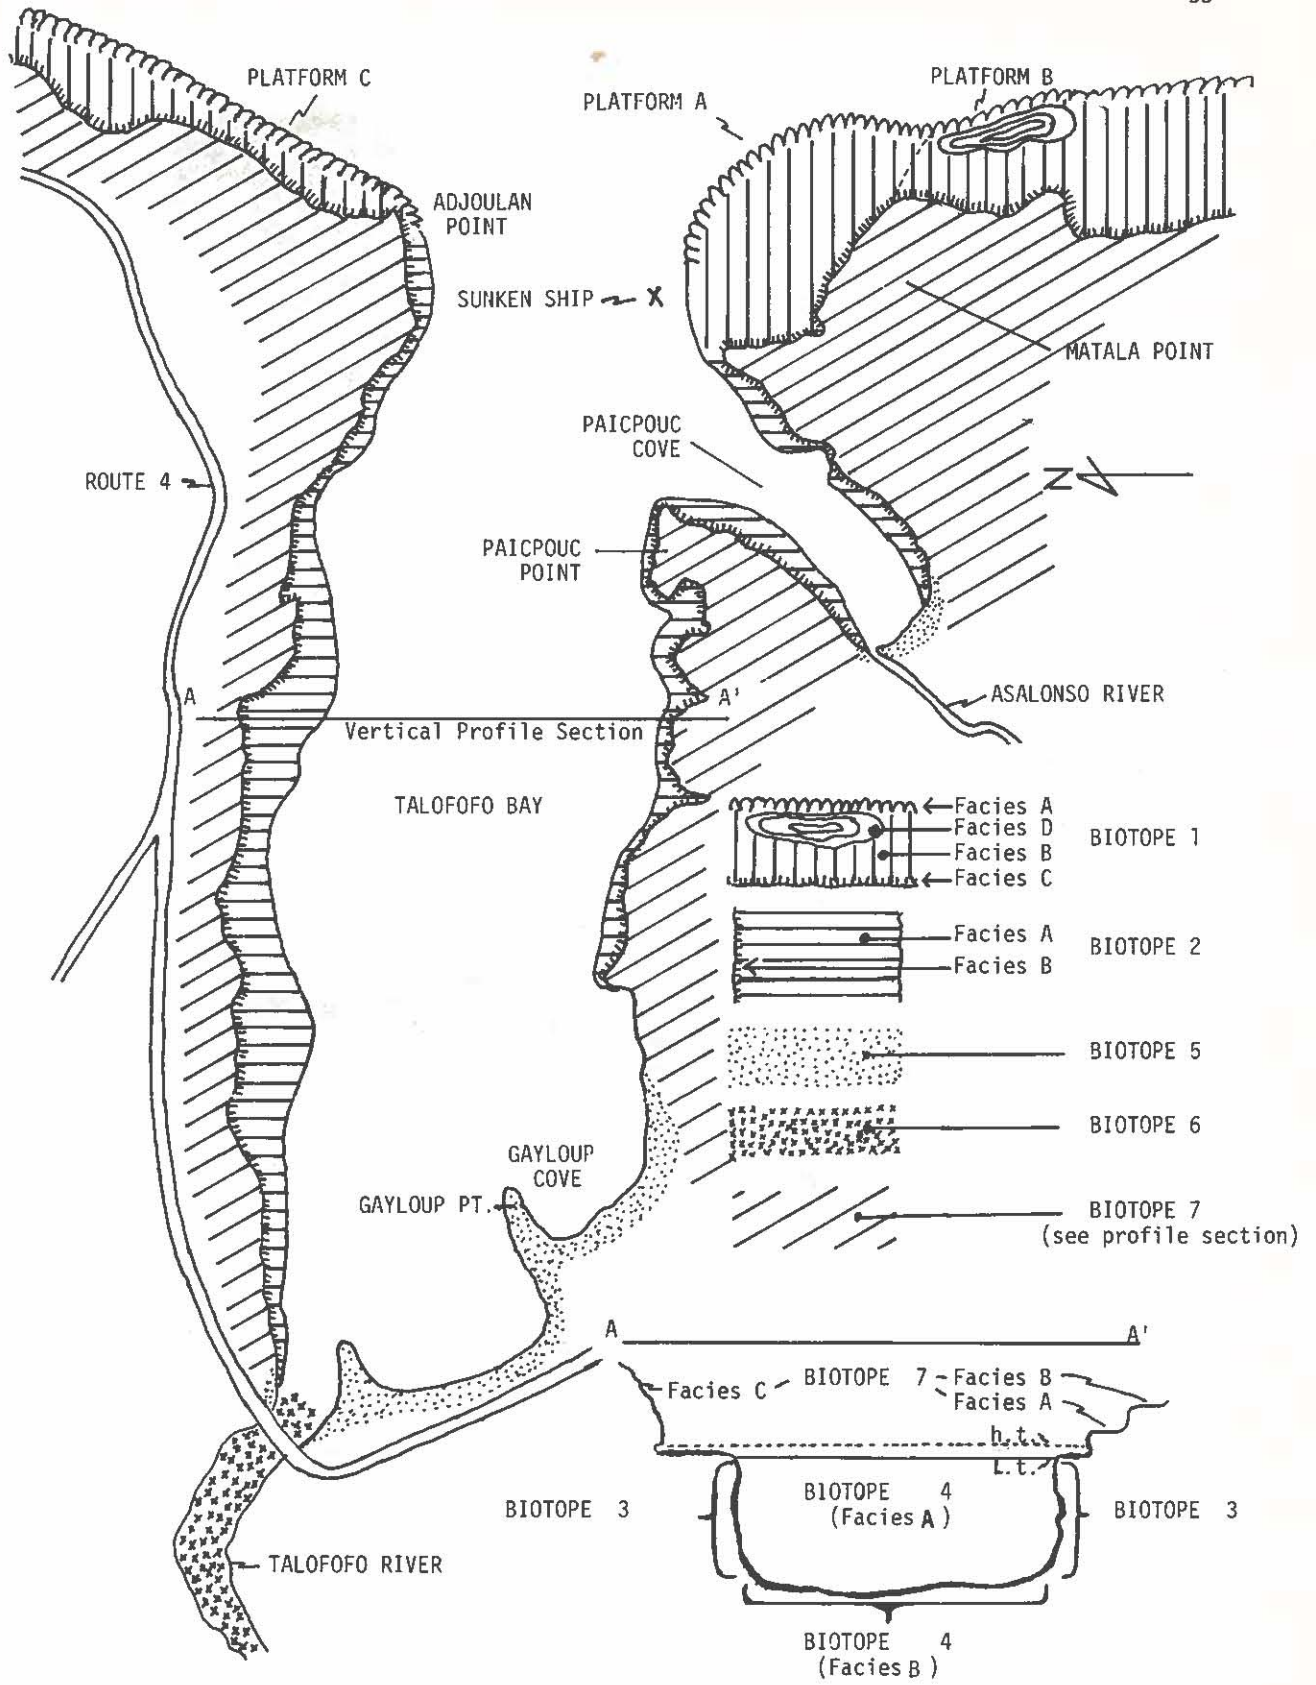 PLATFORM C
PLATFORM B
PLATFORM A
ADJOULAN
POINT
SUNKEN SHIP X
MATALA POINT
PAICPOUC
COVE
ROUTE 4
N
PAICPOUC
POINT
ASALONSO RIVER
A
A'
Vertical Profile Section
TALOFOFO BAY
Facies A
Facies D
BIOTOPE 1
Facies B
Facies C
Facies A
BIOTOPE 2
Facies B
BIOTOPE 5
BIOTOPE 6
GAYLOUP
COVE
GAYLOUP PT.
BIOTOPE 7
(see profile section)
A
A'
Facies C
BIOTOPE 7
Facies B
Facies A
h.t.
L.t.
BIOTOPE 3
BIOTOPE 4
(Facies A)
BIOTOPE 3
TALOFOFO RIVER
BIOTOPE 4
(Facies B)